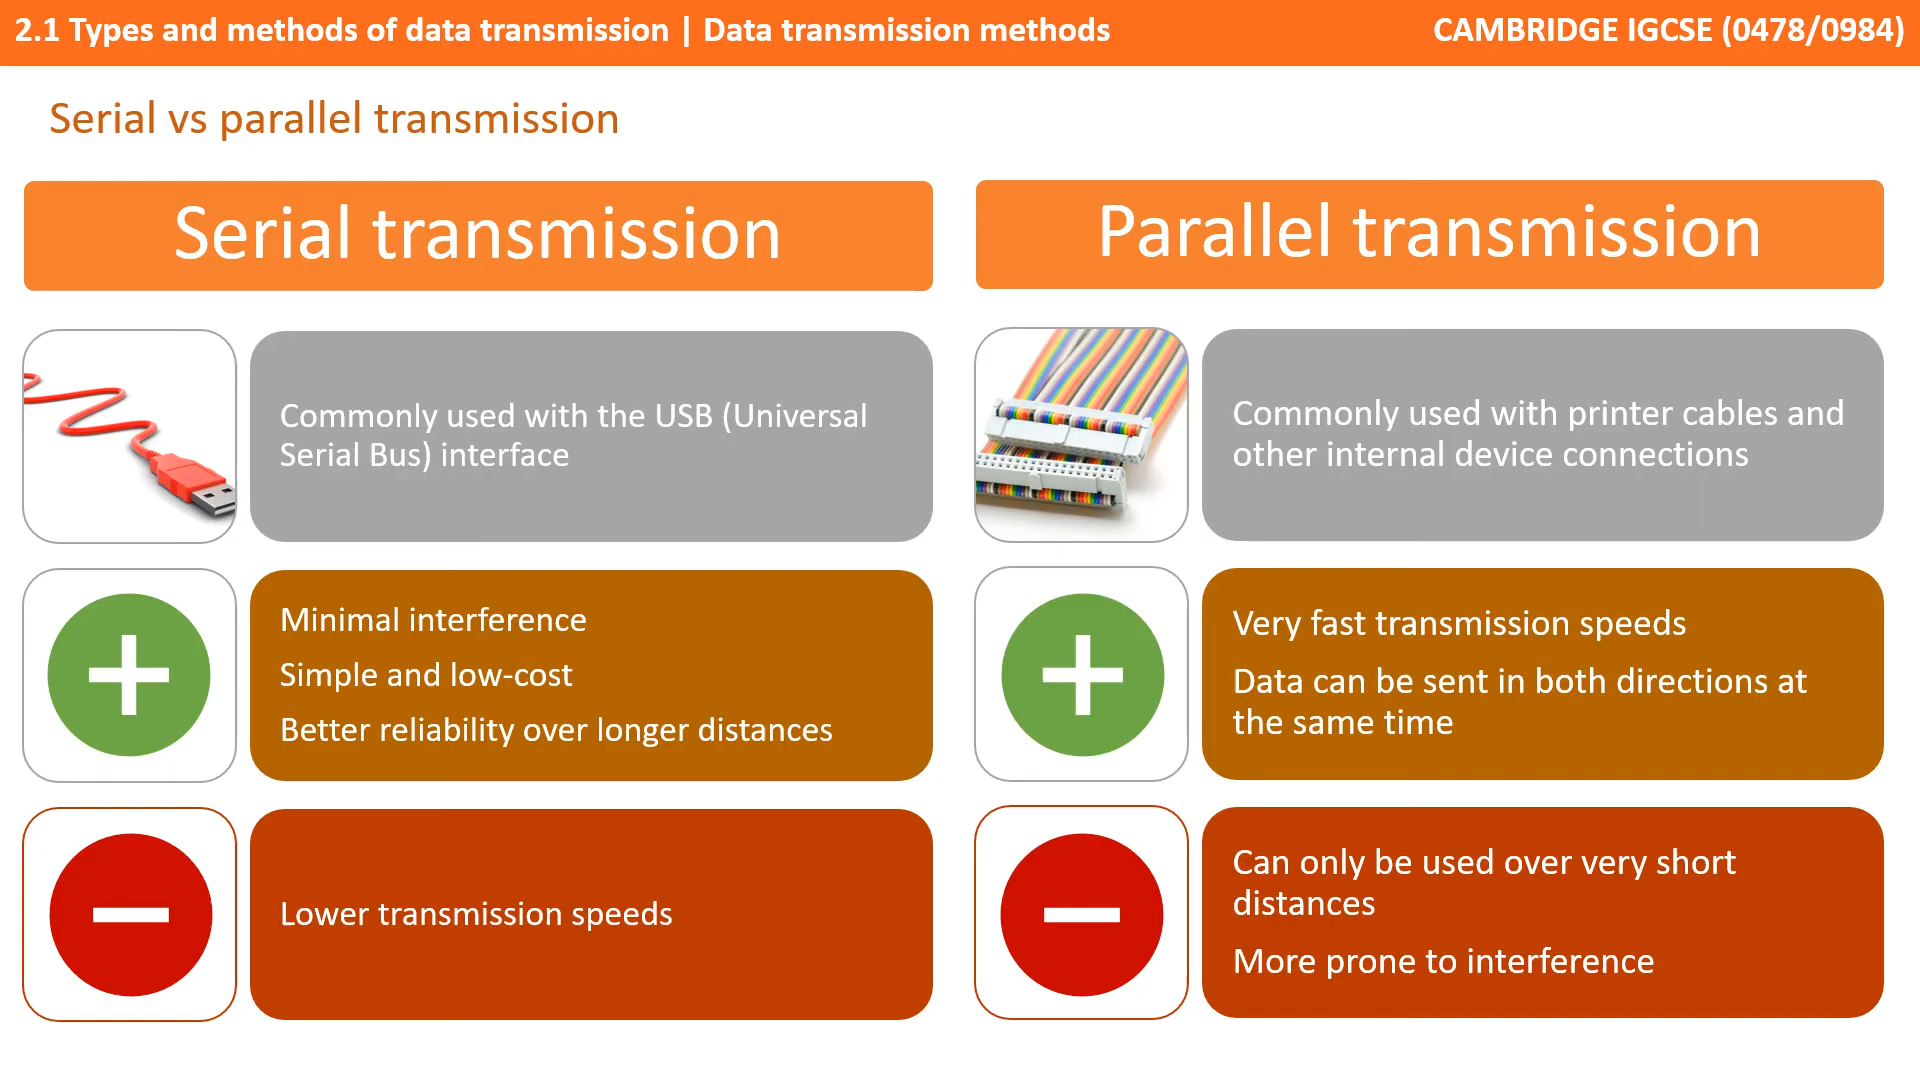 2.1 Types and methods of data transmission | Data transmission methods
CAMBRIDGE IGCSE (0478/0984)
Serial vs parallel transmission
Serial transmission
Commonly used with the USB (Universal
Serial Bus) interface
Minimal interference
Simple and low-cost
Better reliability over longer distances
Lower transmission speeds
Parallel transmission
Commonly used with printer cables and
other internal device connections
Very fast transmission speeds
Data can be sent in both directions at
the same time
Can only be used over very short
distances
More prone to interference